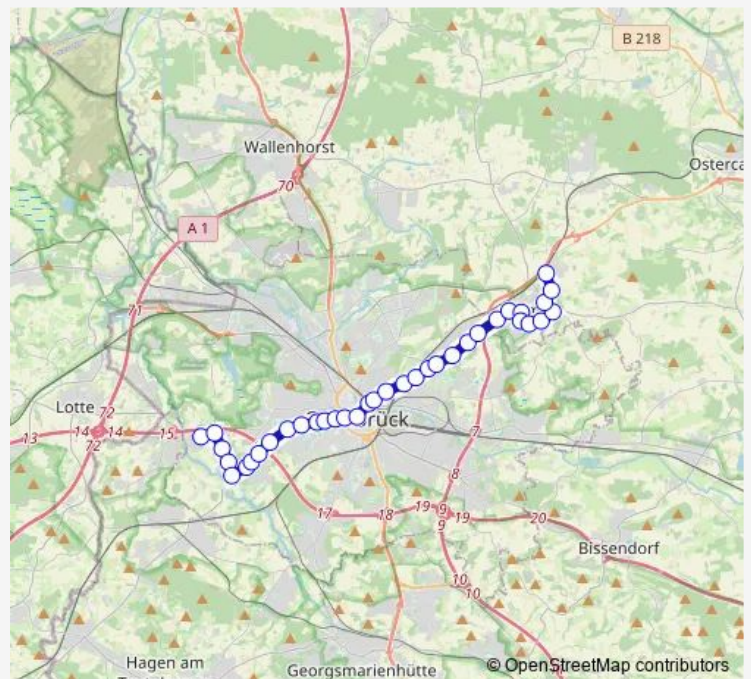 B 218
Wallenhorst
Osterca
70
A 1
71
Lotte
72
13
14
14
15
72
rück
7
8
17
18
19
9
19
9
20
Bissendorf
10
10
Hagen am
Georgsmarienhütte
© OpenStreetMap contributors